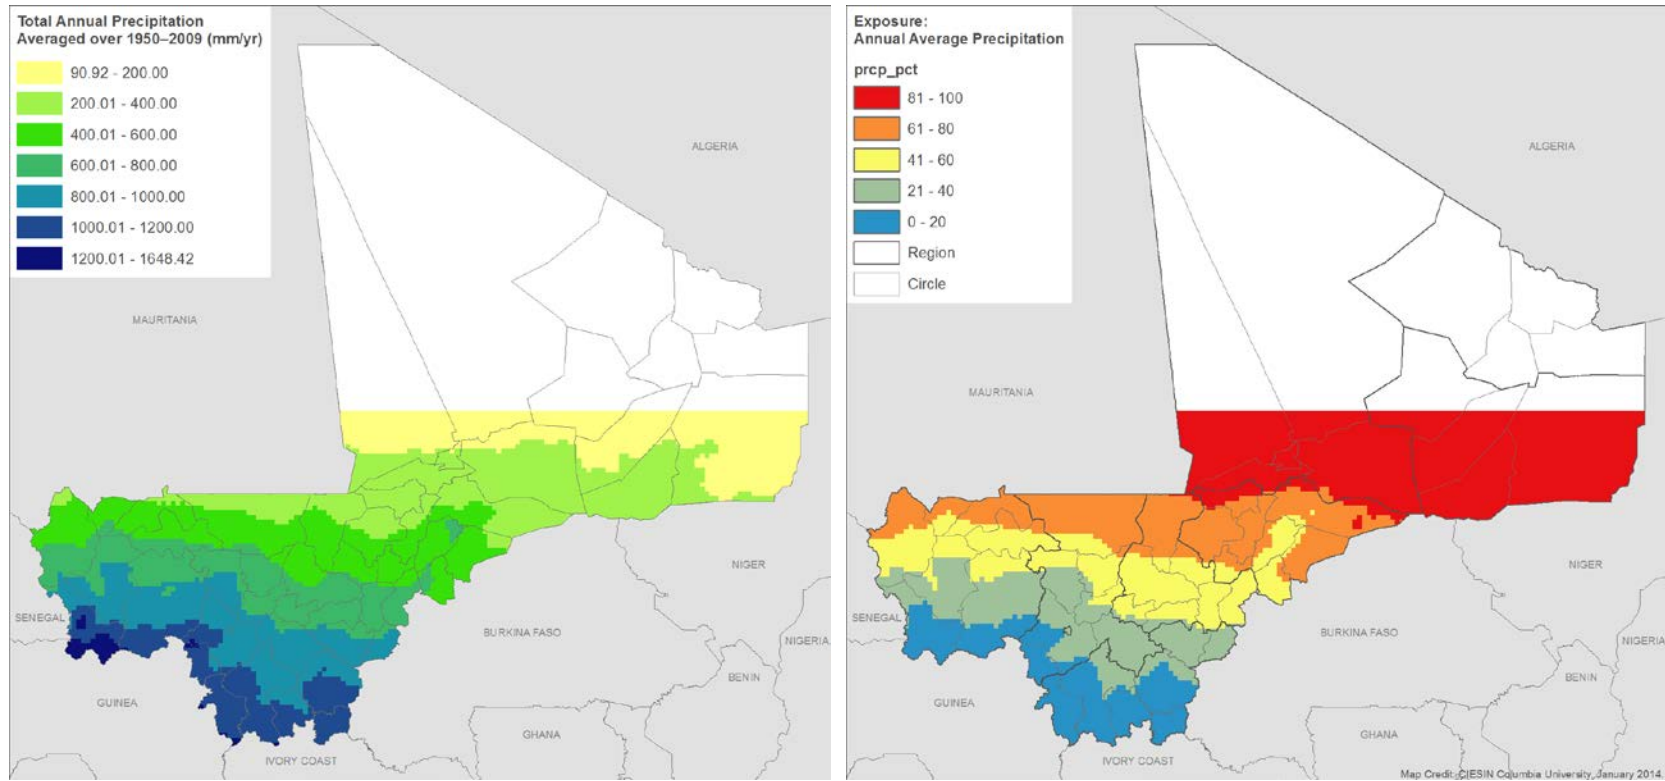 Total Annual Precipitation
Averaged over 1950–2009 (mm/yr)
90.92 - 200.00
200.01 - 400.00
400.01 - 600.00
600.01 - 800.00
800.01 - 1000.00
1000.01 - 1200.00
1200.01 - 1648.42
ALGERIA
MAURITANIA
NIGER
SENEGAL
BURKINA FASO
NIGERIA
BENIN
GUINEA
GHANA
IVORY COAST
Exposure:
Annual Average Precipitation
prcp_pct
81 - 100
61 - 80
41 - 60
21 - 40
0 - 20
Region
Circle
ALGERIA
MAURITANIA
NIGER
SENEGAL
BURKINA FASO
NIGERIA
BENIN
GUINEA
GHANA
IVORY COAST
Map Credit: CIESIN Columbia University, January 2014